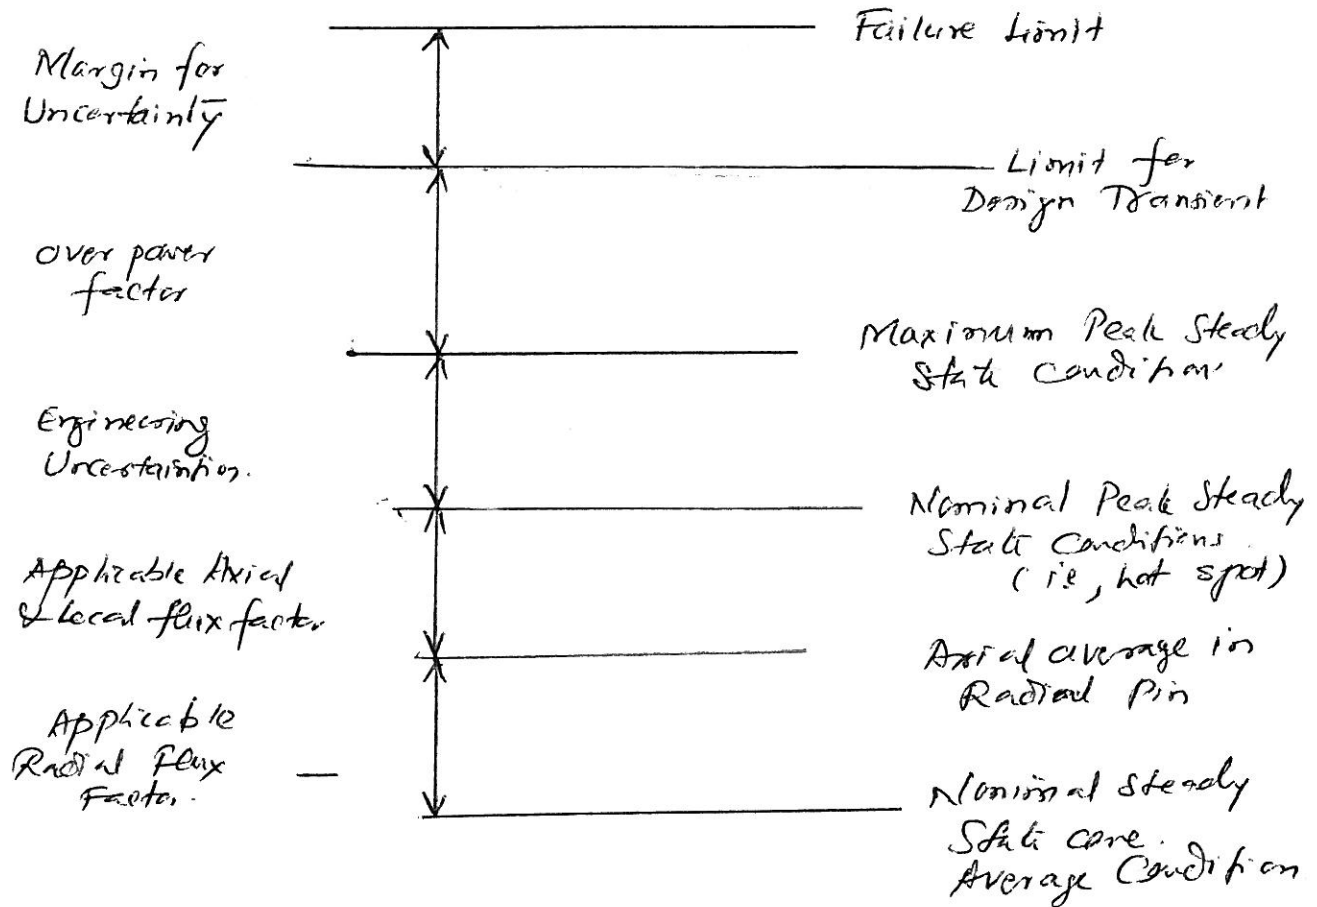 Failure Limit
Margin for
Uncertainty
Limit for
Design Transient
Over power
factor
Maximum Peak Steady
State Condition
Engineering
Uncertainties.
Nominal Peak Steady
State Conditions
(ie, hot spot)
Applicable Axial
& Local flux factor
Axial average in
Radial Pin
Applicable
Radial Flux
Factor.
Nominal Steady
State core
Average Condition